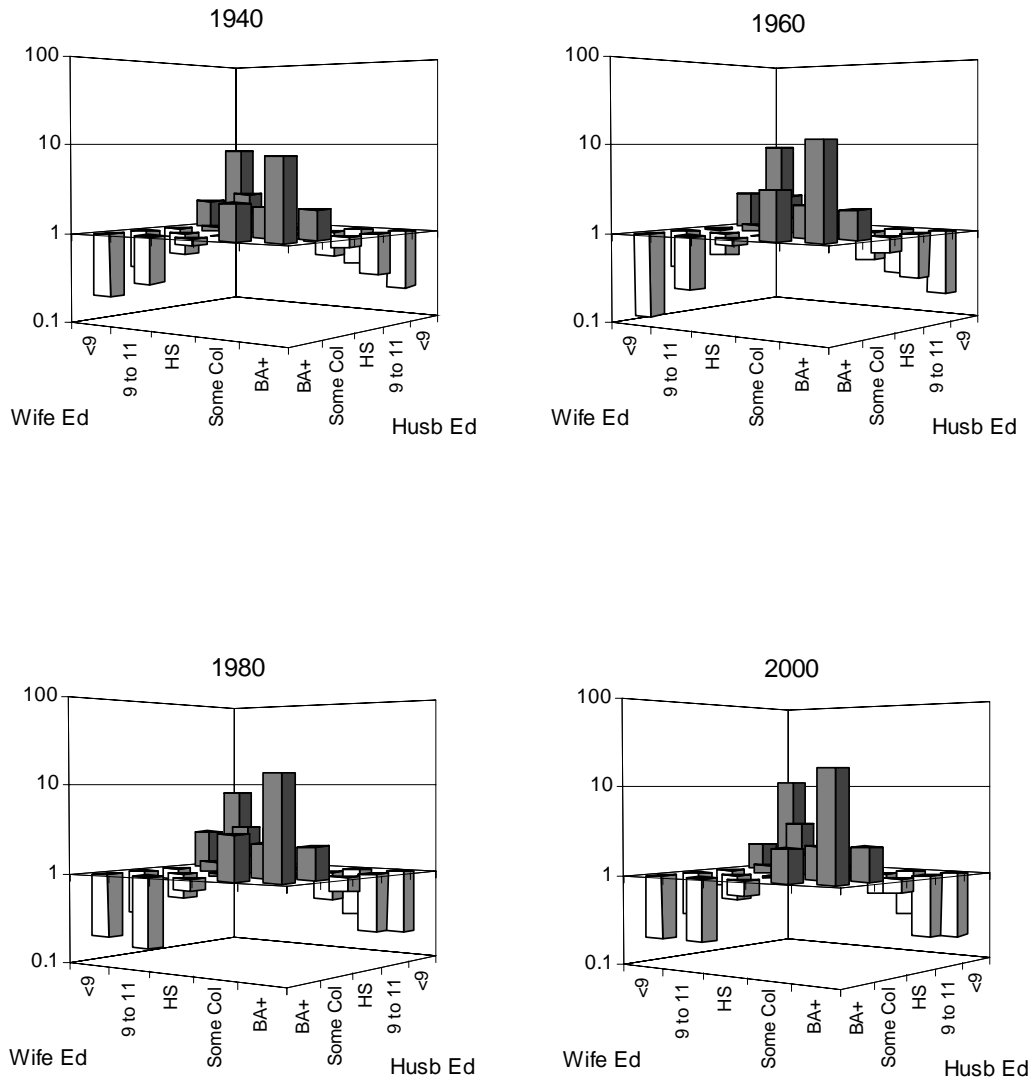 1940
100
10
1
0.1
<9
9 to 11
HS
Some Col
BA+
BA+
Some Col
HS
9 to 11
<9
Wife Ed
Husb Ed
1960
100
10
1
0.1
<9
9 to 11
HS
Some Col
BA+
BA+
Some Col
HS
9 to 11
<9
Wife Ed
Husb Ed
1980
100
10
1
0.1
<9
9 to 11
HS
Some Col
BA+
BA+
Some Col
HS
9 to 11
<9
Wife Ed
Husb Ed
2000
100
10
1
0.1
<9
9 to 11
HS
Some Col
BA+
BA+
Some Col
HS
9 to 11
<9
Wife Ed
Husb Ed